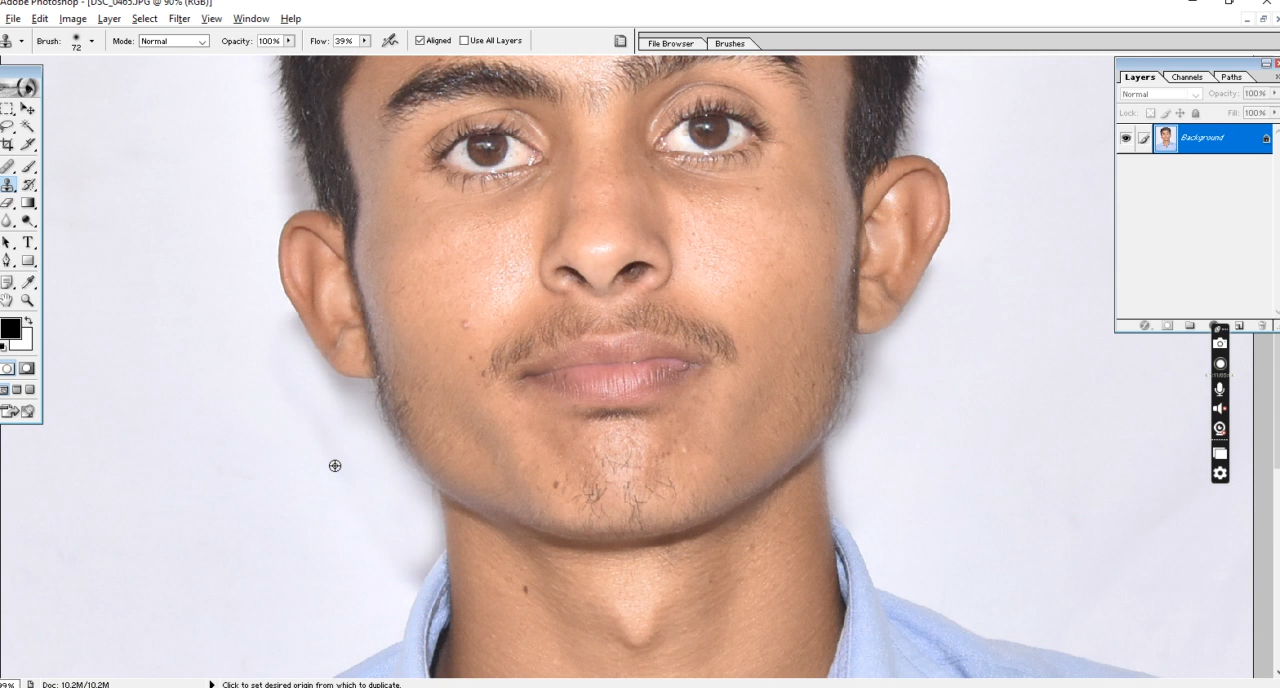 Adobe Photoshop - [DSC_0465.JPG @ 90% (RGB)]
File Edit Image Layer Select Filter View Window Help
Brush: 72 Mode: Normal Opacity: 100% Flow: 39% Aligned Use All Layers File Browser Brushes
Layers Channels Paths
Normal Opacity: 100%
Lock: Fill: 100%
Background
T
99% Doc: 10.2M/10.2M Click to set desired origin from which to duplicate.